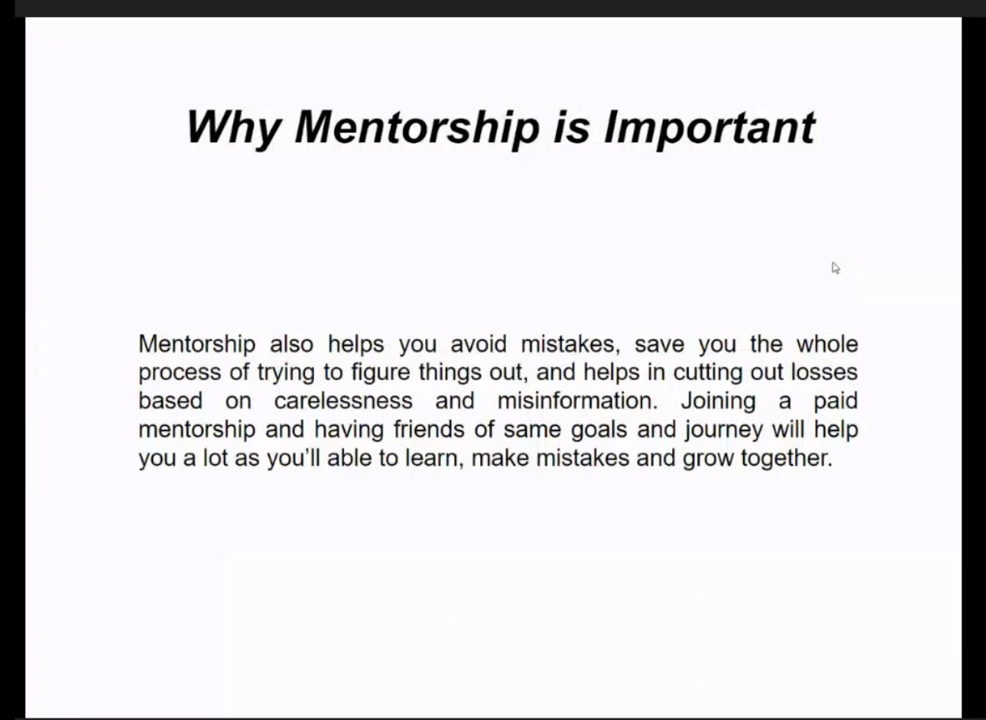 Why Mentorship is Important
Mentorship also helps you avoid mistakes, save you the whole
process of trying to figure things out, and helps in cutting out losses
based on carelessness and misinformation. Joining a paid
mentorship and having friends of same goals and journey will help
you a lot as you'll able to learn, make mistakes and grow together.